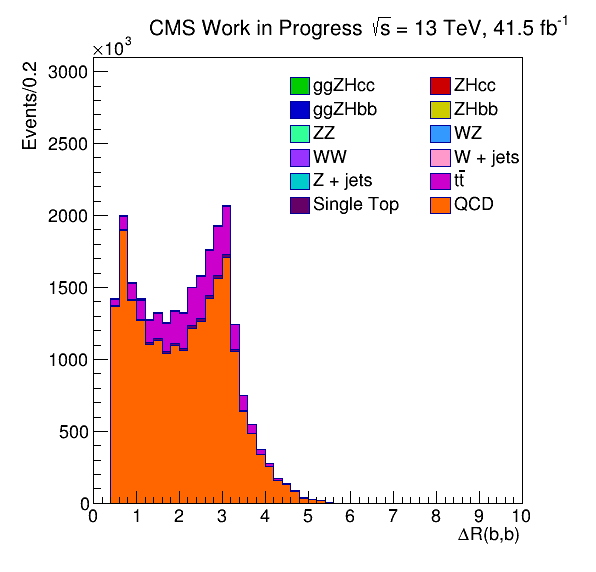 CMS Work in Progress √s = 13 TeV, 41.5 fb⁻¹
×10³
Events/0.2
3000
2500
2000
1500
1000
500
0
ggZHcc ZHcc
ggZHbb ZHbb
ZZ WZ
WW W + jets
Z + jets tt̄
Single Top QCD
0 1 2 3 4 5 6 7 8 9 10
ΔR(b,b)